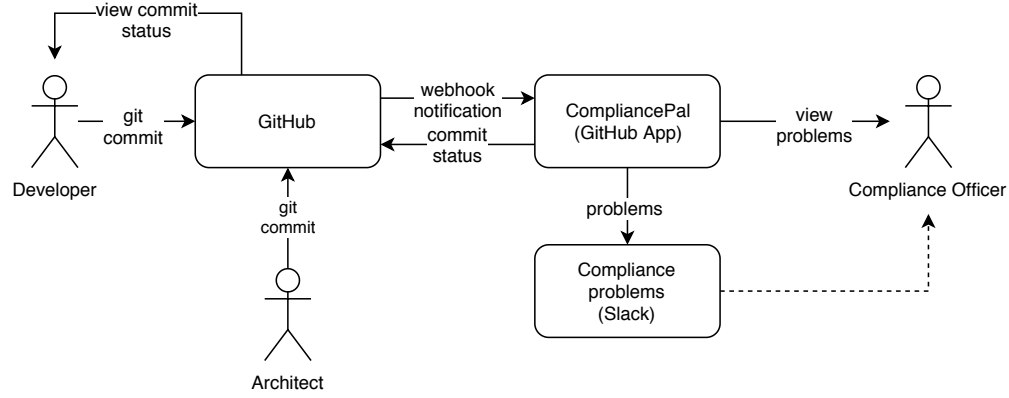 view commit
status
git
commit
Developer
GitHub
webhook
notification
commit
status
CompliancePal
(GitHub App)
view
problems
Compliance Officer
git
commit
Architect
problems
Compliance
problems
(Slack)